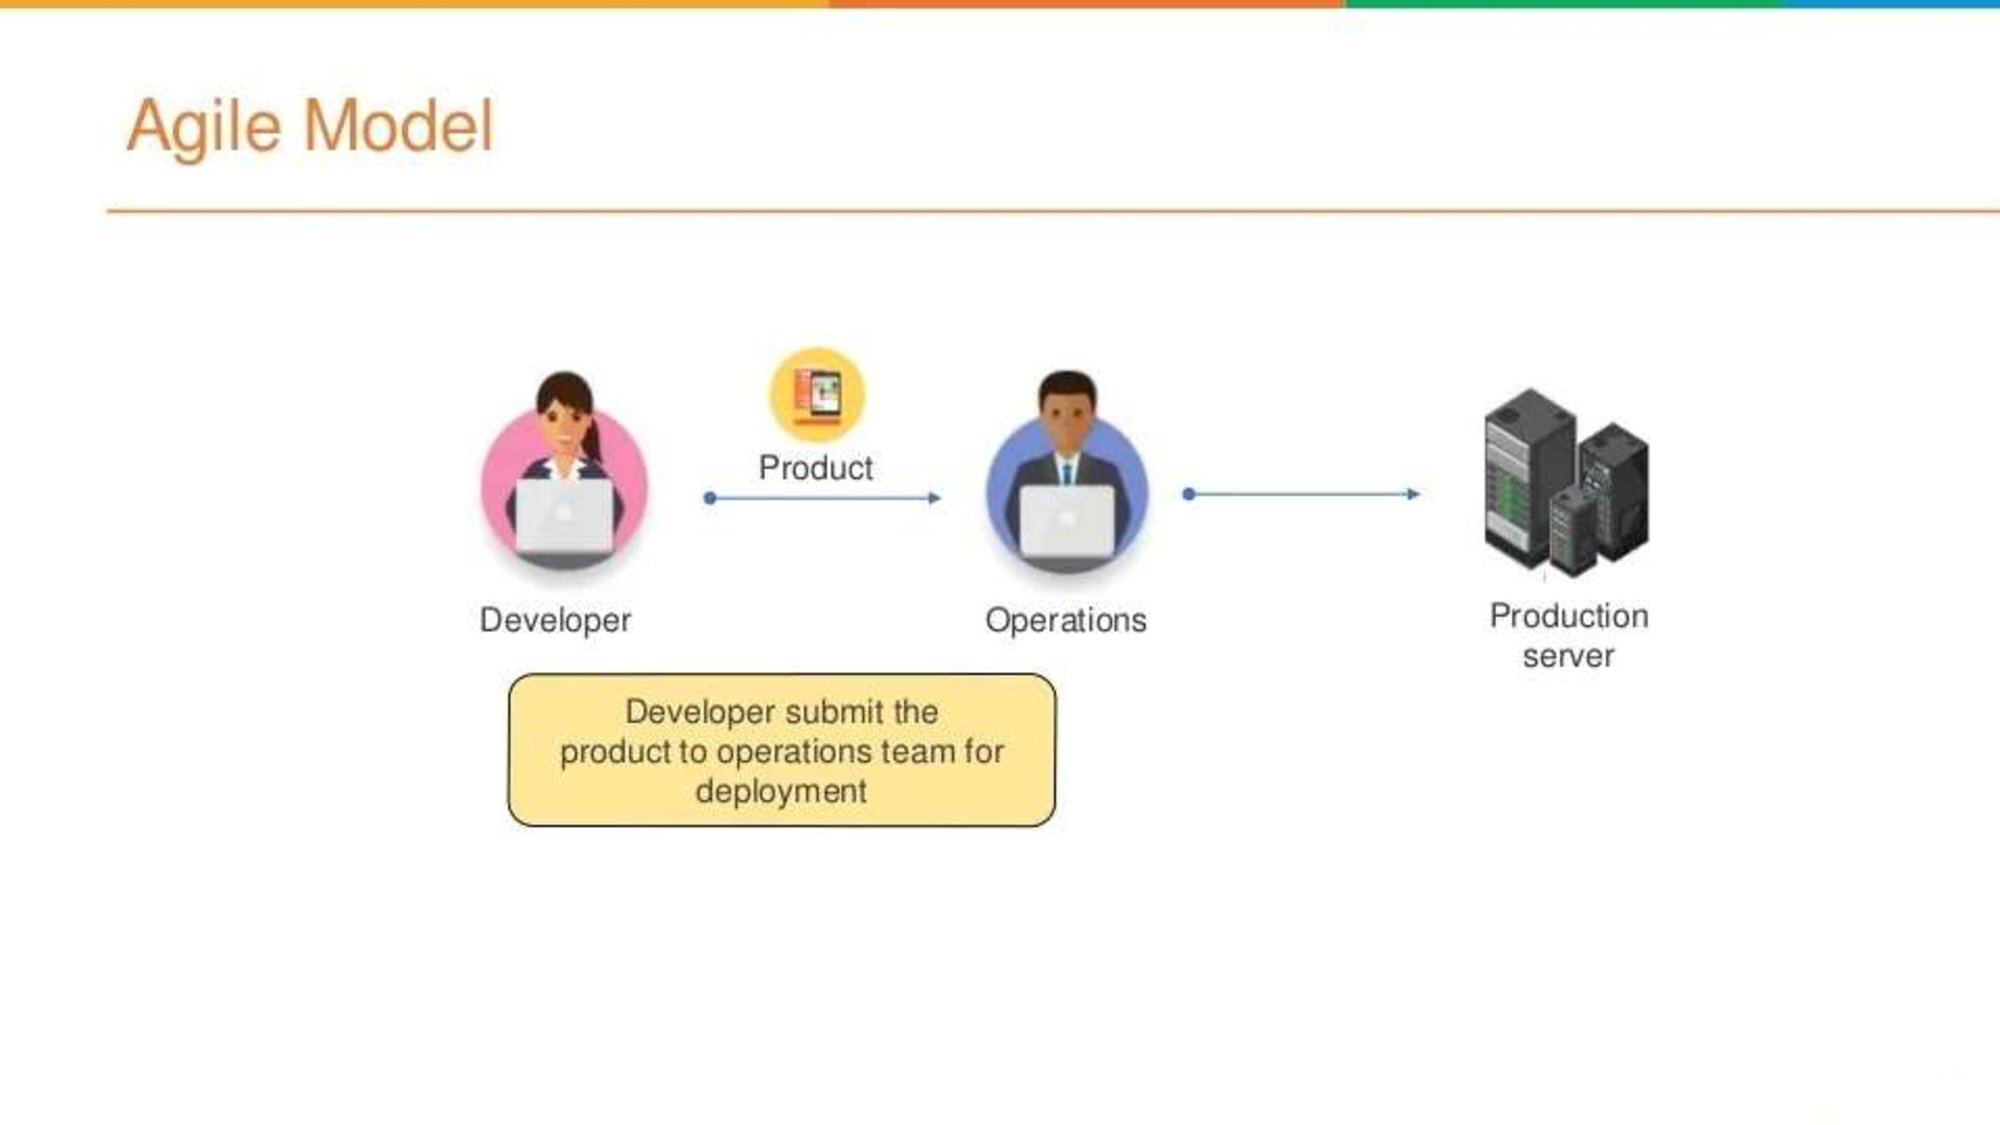 Agile Model
Product
Developer
Operations
Production
server
Developer submit the
product to operations team for
deployment